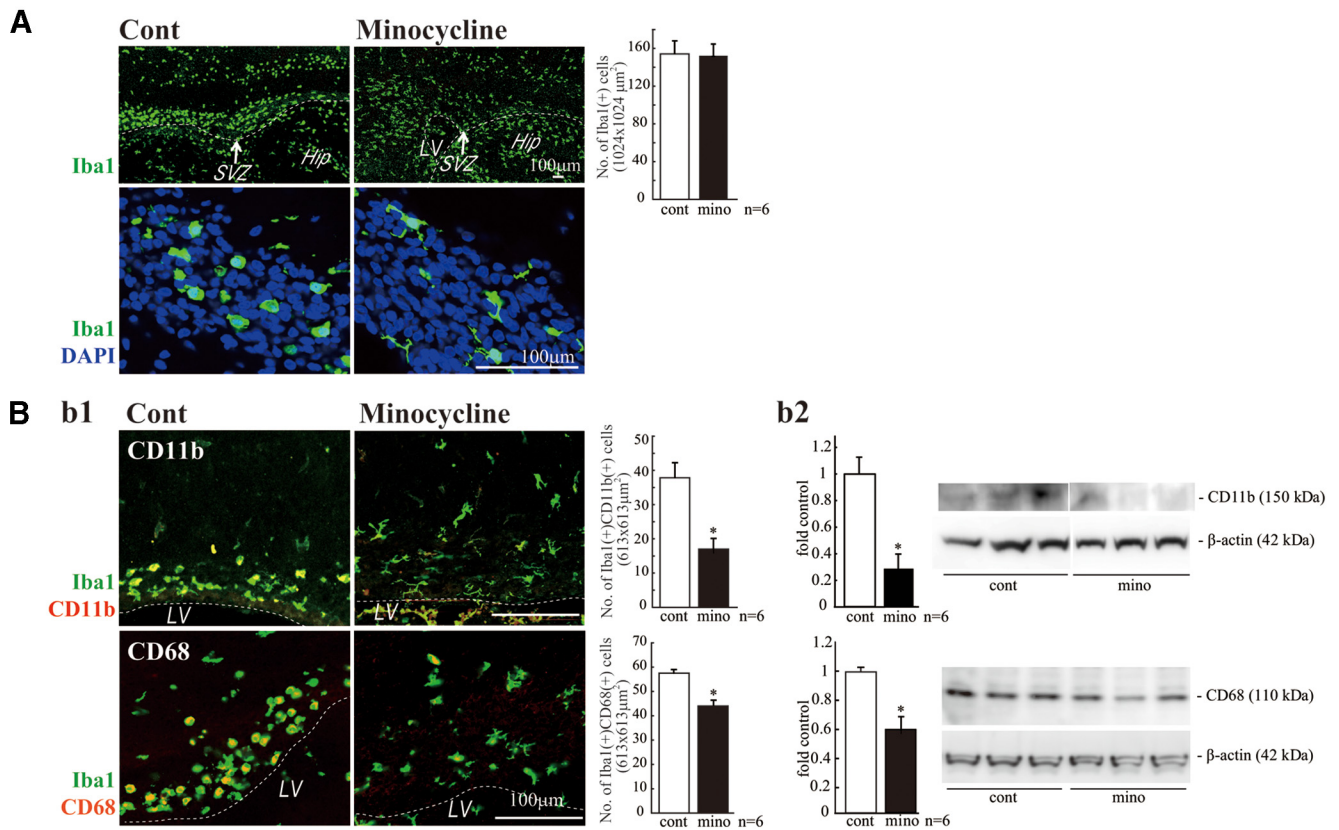 A
Cont
Minocycline
Iba1
SVZ
Hip
LV
SVZ
Hip
100μm
No. of Iba1(+) cells
(1024x1024 μm²)
160
120
80
40
0
cont mino n=6
Iba1
DAPI
100μm
B
b1
Cont
Minocycline
CD11b
Iba1
CD11b
LV
LV
No. of Iba1(+)CD11b(+) cells
(613x613μm²)
50
40
30
20
10
0
cont mino n=6
CD68
Iba1
CD68
LV
LV
100μm
No. of Iba1(+)CD68(+) cells
(613x613μm²)
70
60
50
40
30
20
10
0
*
*
cont mino n=6
b2
fold control
1.2
1
0.8
0.6
0.4
0.2
0
*
cont mino n=6
- CD11b (150 kDa)
- β-actin (42 kDa)
cont mino
fold control
1.2
1
0.8
0.6
0.4
0.2
0
*
cont mino n=6
- CD68 (110 kDa)
- β-actin (42 kDa)
cont mino